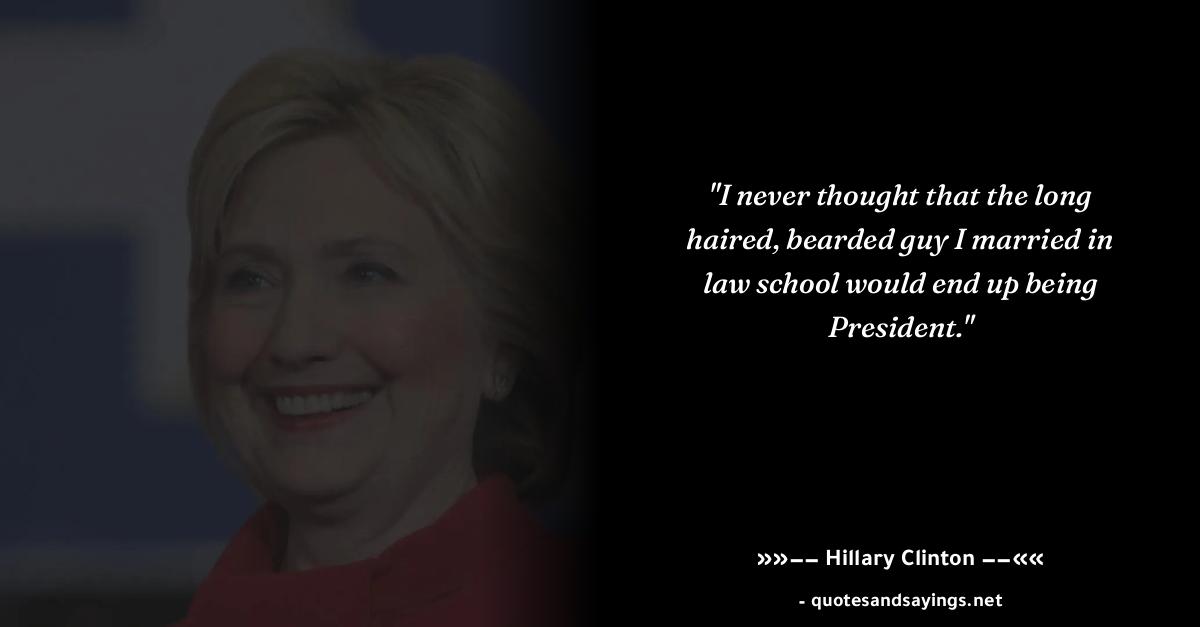 "I never thought that the long
haired, bearded guy I married in
law school would end up being
President."
»»−− Hillary Clinton −−««
- quotesandsayings.net